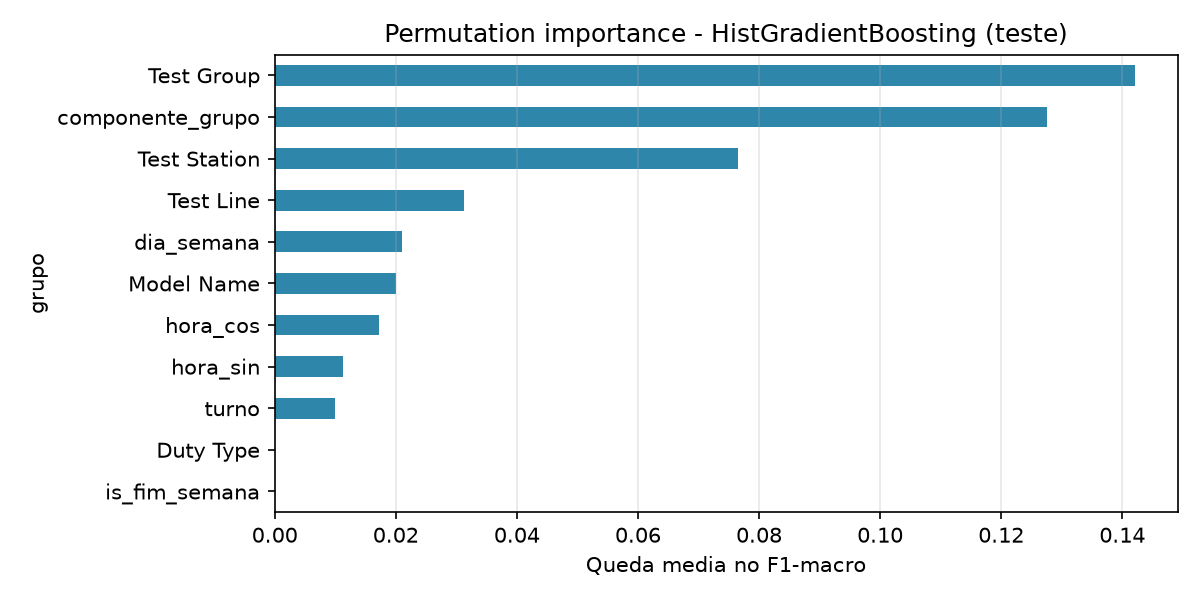 Permutation importance - HistGradientBoosting (teste)
Test Group
componente_grupo
Test Station
Test Line
dia_semana
Model Name
hora_cos
hora_sin
turno
Duty Type
is_fim_semana
grupo
0.00 0.02 0.04 0.06 0.08 0.10 0.12 0.14
Queda media no F1-macro